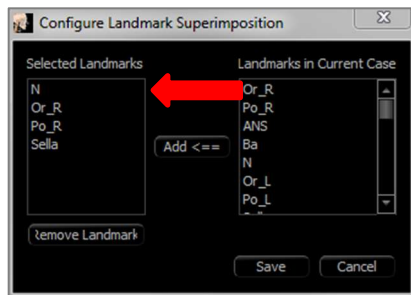 Configure Landmark Superimposition
Selected Landmarks
N
Or_R
Po_R
Sella
Remove Landmark
Add <==
Landmarks in Current Case
Or_R
Po_R
ANS
Ba
N
Or_L
Po_L
Save
Cancel